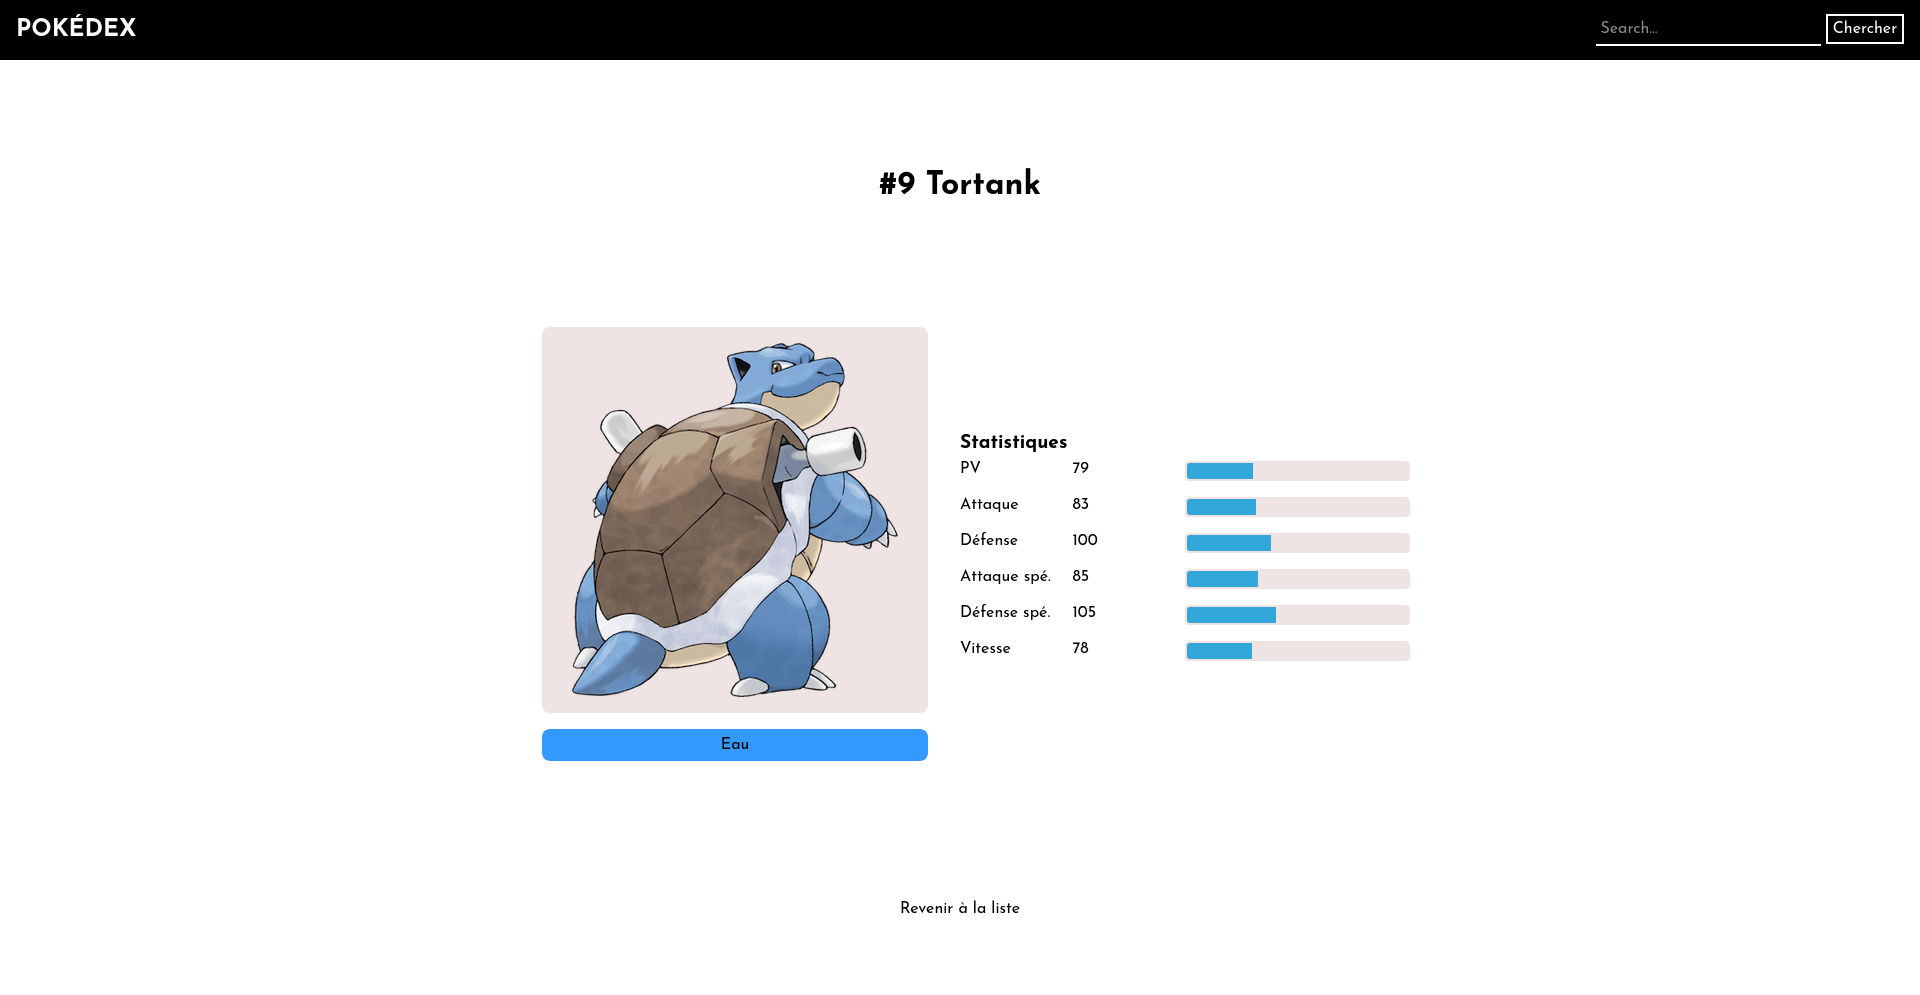 POKÉDEX
Search...
Chercher
#9 Tortank
Statistiques
PV 79
Attaque 83
Défense 100
Attaque spé. 85
Défense spé. 105
Vitesse 78
Eau
Revenir à la liste